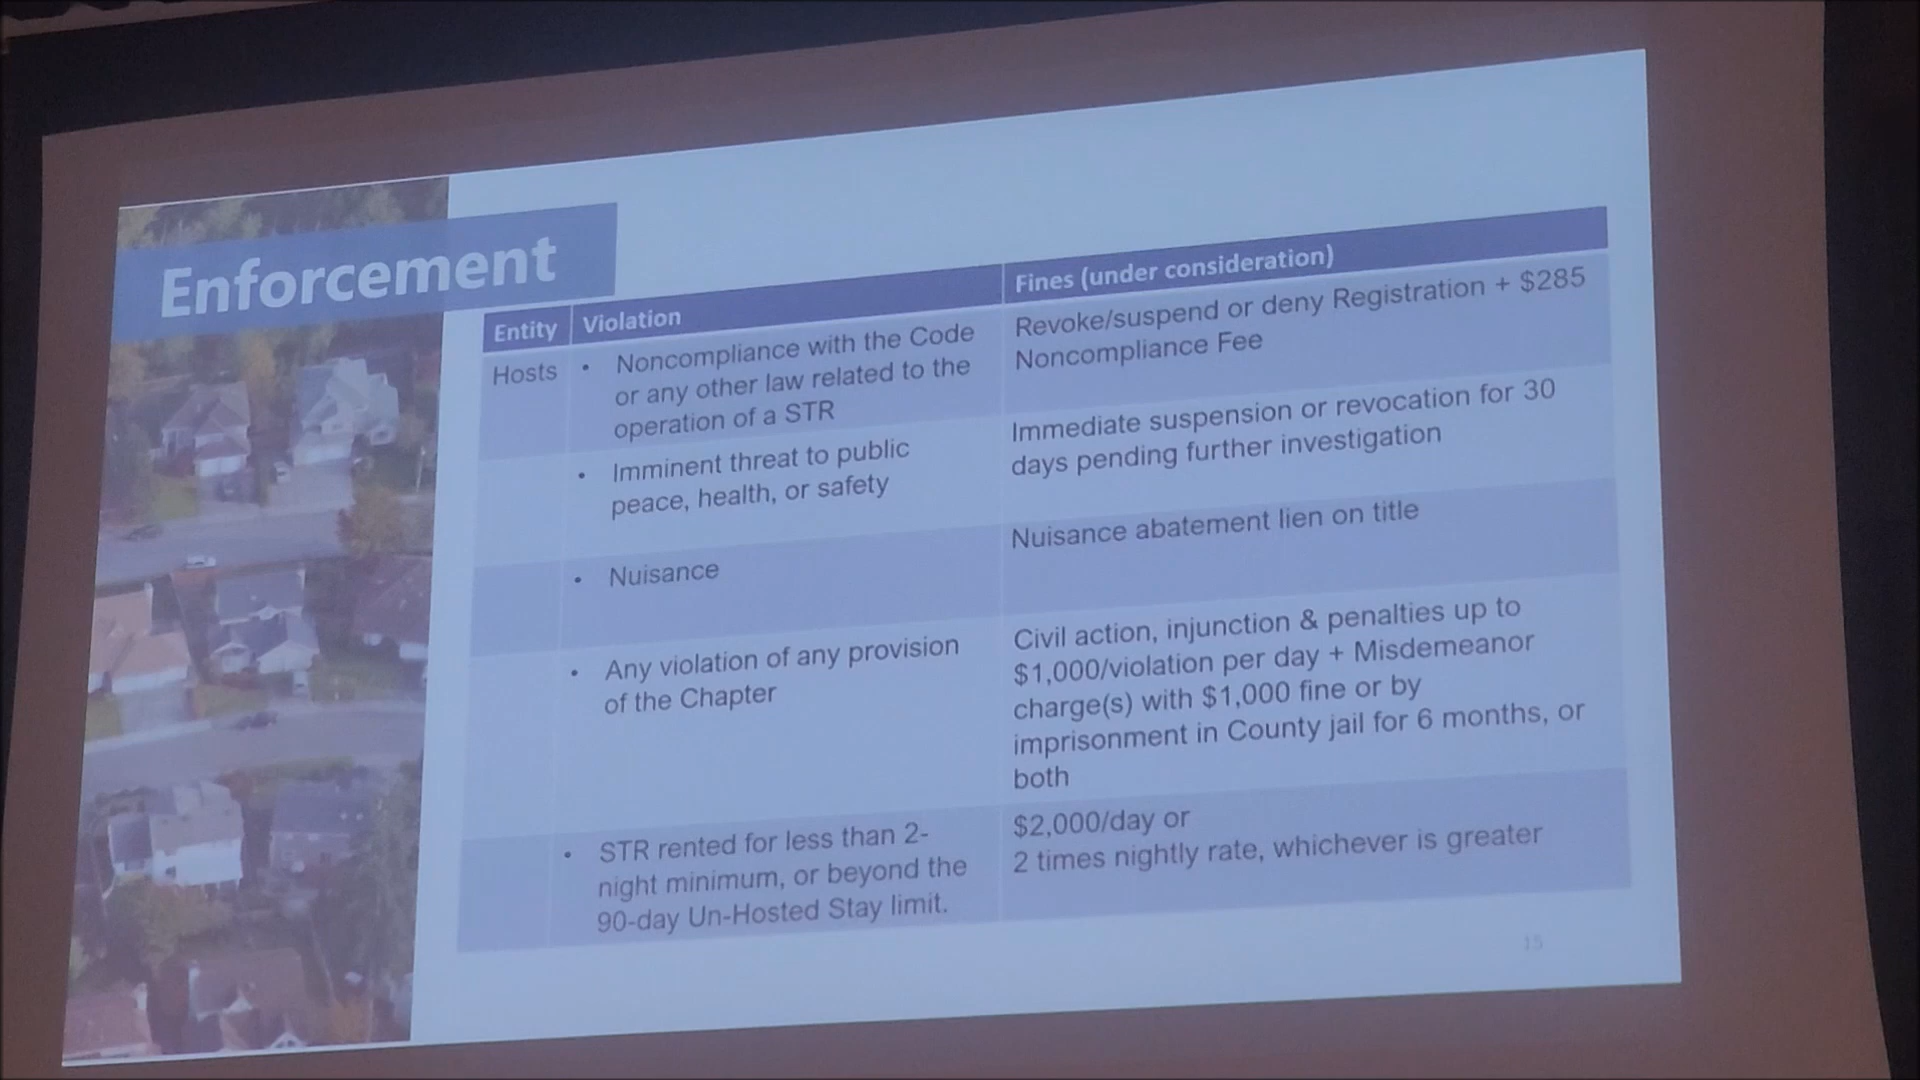 Enforcement
Entity Violation Fines (under consideration)
Hosts
• Noncompliance with the Code
or any other law related to the
operation of a STR
Revoke/suspend or deny Registration + $285
Noncompliance Fee
• Imminent threat to public
peace, health, or safety
Immediate suspension or revocation for 30
days pending further investigation
• Nuisance
Nuisance abatement lien on title
• Any violation of any provision
of the Chapter
Civil action, injunction & penalties up to
$1,000/violation per day + Misdemeanor
charge(s) with $1,000 fine or by
imprisonment in County jail for 6 months, or
both
• STR rented for less than 2-
night minimum, or beyond the
90-day Un-Hosted Stay limit.
$2,000/day or
2 times nightly rate, whichever is greater
15